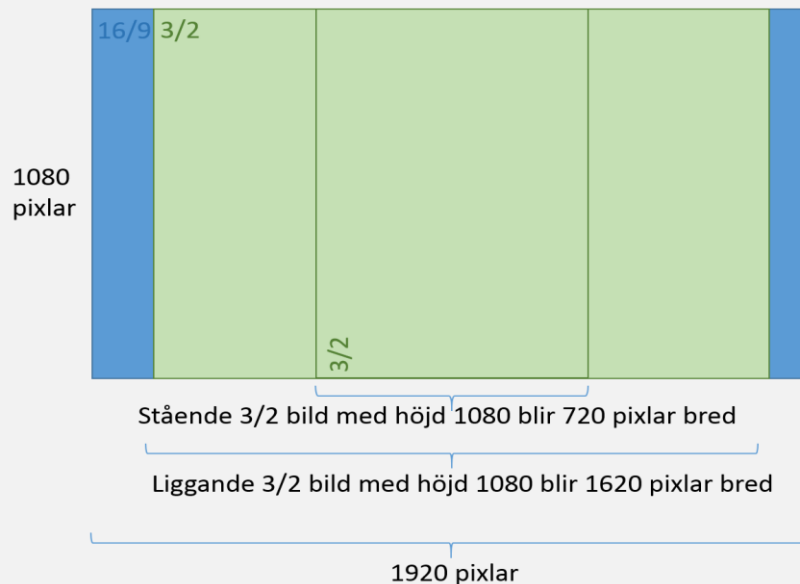 16/9 3/2
1080
pixlar
3/2
Stående 3/2 bild med höjd 1080 blir 720 pixlar bred
Liggande 3/2 bild med höjd 1080 blir 1620 pixlar bred
1920 pixlar